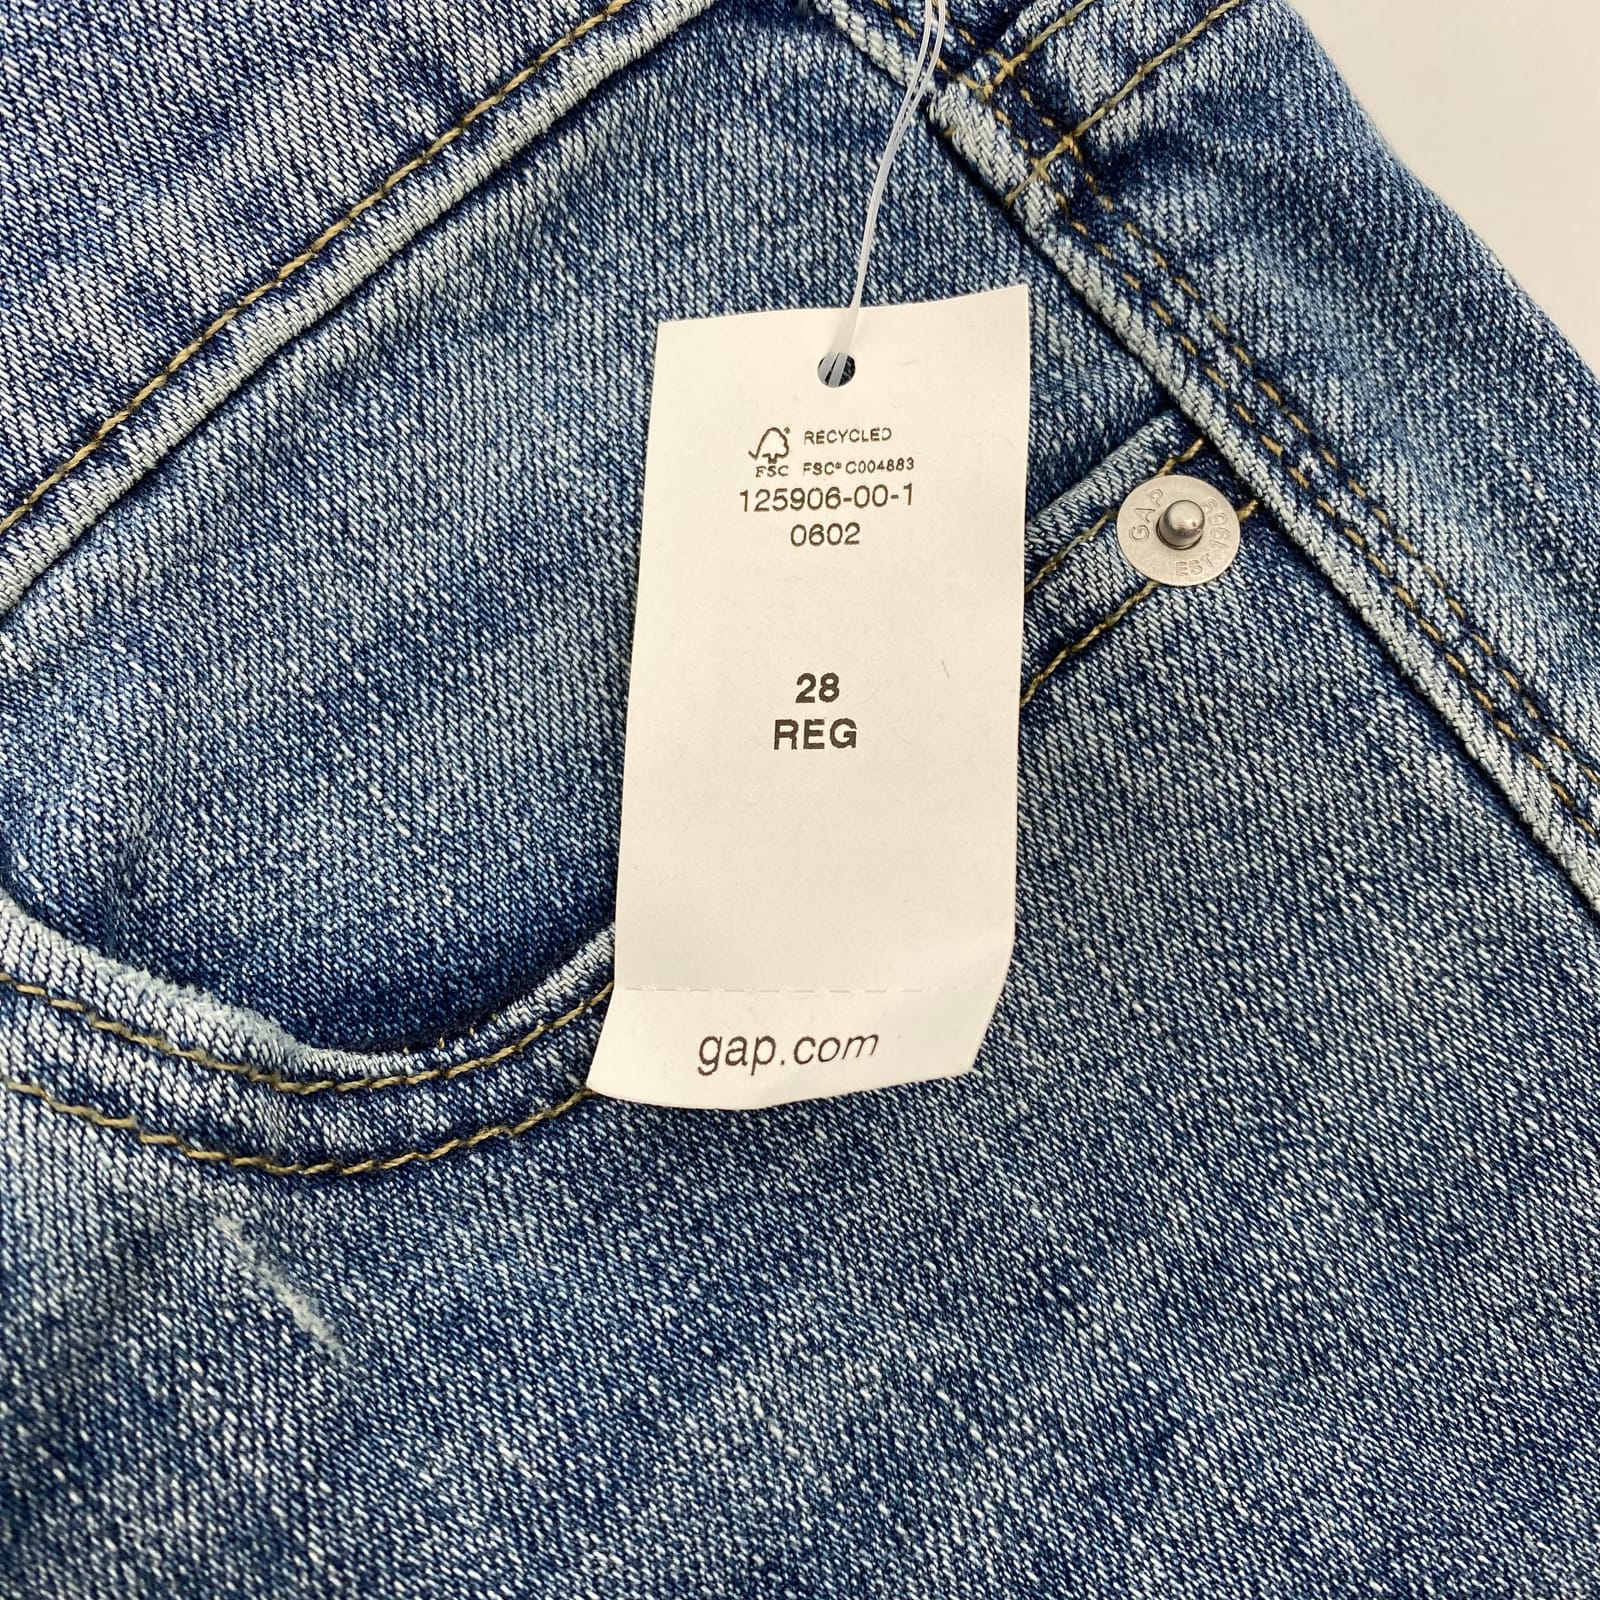 RECYCLED
FSC FSC® C004883
125906-00-1
0602
28
REG
gap.com
GAP
EST. 1969